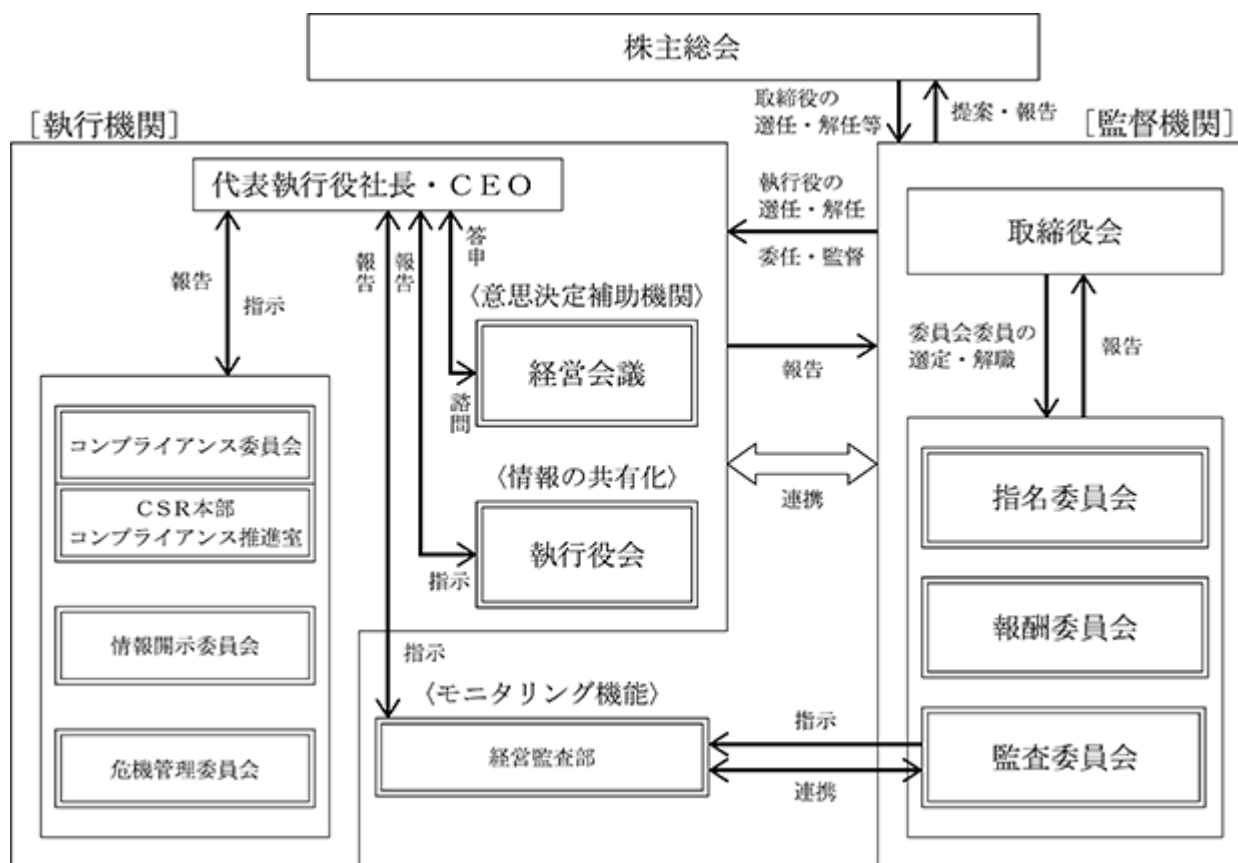 株主総会
取締役の
選任・解任等
提案・報告
［執行機関］
［監督機関］
代表執行役社長・ＣＥＯ
執行役の
選任・解任
委任・監督
取締役会
報告
指示
報告
報告
答申
〈意思決定補助機関〉
経営会議
諮問
報告
委員会委員の
選定・解職
報告
コンプライアンス委員会
ＣＳＲ本部
コンプライアンス推進室
情報開示委員会
危機管理委員会
〈情報の共有化〉
執行役会
指示
連携
指名委員会
報酬委員会
監査委員会
指示
〈モニタリング機能〉
経営監査部
指示
連携